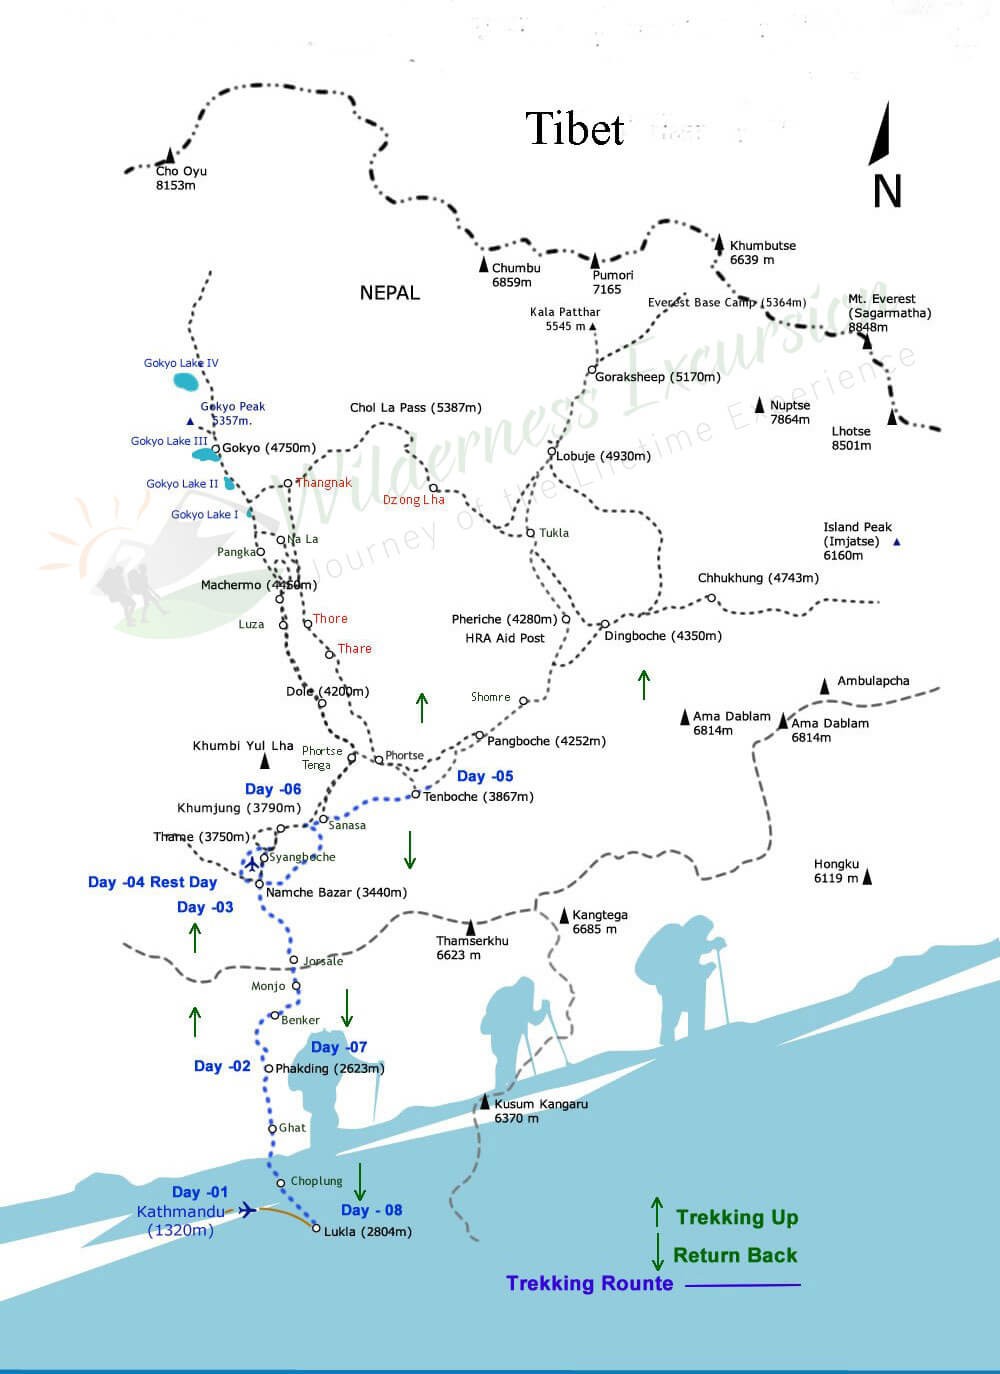 Tibet
N
Cho Oyu
8153m
Khumbutse
6639 m
Chumbu
6859m
Pumori
7165
NEPAL
Everest Base Camp (5364m)
Mt. Everest
(Sagarmatha)
8848m
Kala Patthar
5545 m
Gokyo Lake IV
Goraksheep (5170m)
Gokyo Peak
5357m.
Chol La Pass (5387m)
Nuptse
7864m
Lhotse
8501m
Gokyo Lake III
Gokyo (4750m)
Lobuje (4930m)
Wilderness Excursion
Journey of the Lifetime Experience
Gokyo Lake II
Thangnak
Dzong Lha
Gokyo Lake I
Island Peak
(Imjatse)
6160m
Na La
Tukla
Pangka
Machermo (4450m)
Chhukhung (4743m)
Luza
Thore
Pheriche (4280m)
HRA Aid Post
Dingboche (4350m)
Thare
Dole (4200m)
Shomre
Ambulapcha
Ama Dablam
6814m
Ama Dablam
6814m
Khumbi Yul Lha
Phortse
Tenga
Phortse
Pangboche (4252m)
Day -05
Day -06
Tenboche (3867m)
Khumjung (3790m)
Sanasa
Thame (3750m)
Syangboche
Hongku
6119 m
Day -04 Rest Day
Namche Bazar (3440m)
Day -03
Kangtega
6685 m
Thamserkhu
6623 m
Jorsale
Monjo
Benker
Day -07
Day -02
Phakding (2623m)
Kusum Kangaru
6370 m
Ghat
Choplung
Day -01
Kathmandu
(1320m)
Day - 08
Lukla (2804m)
Trekking Up
Return Back
Trekking Rounte